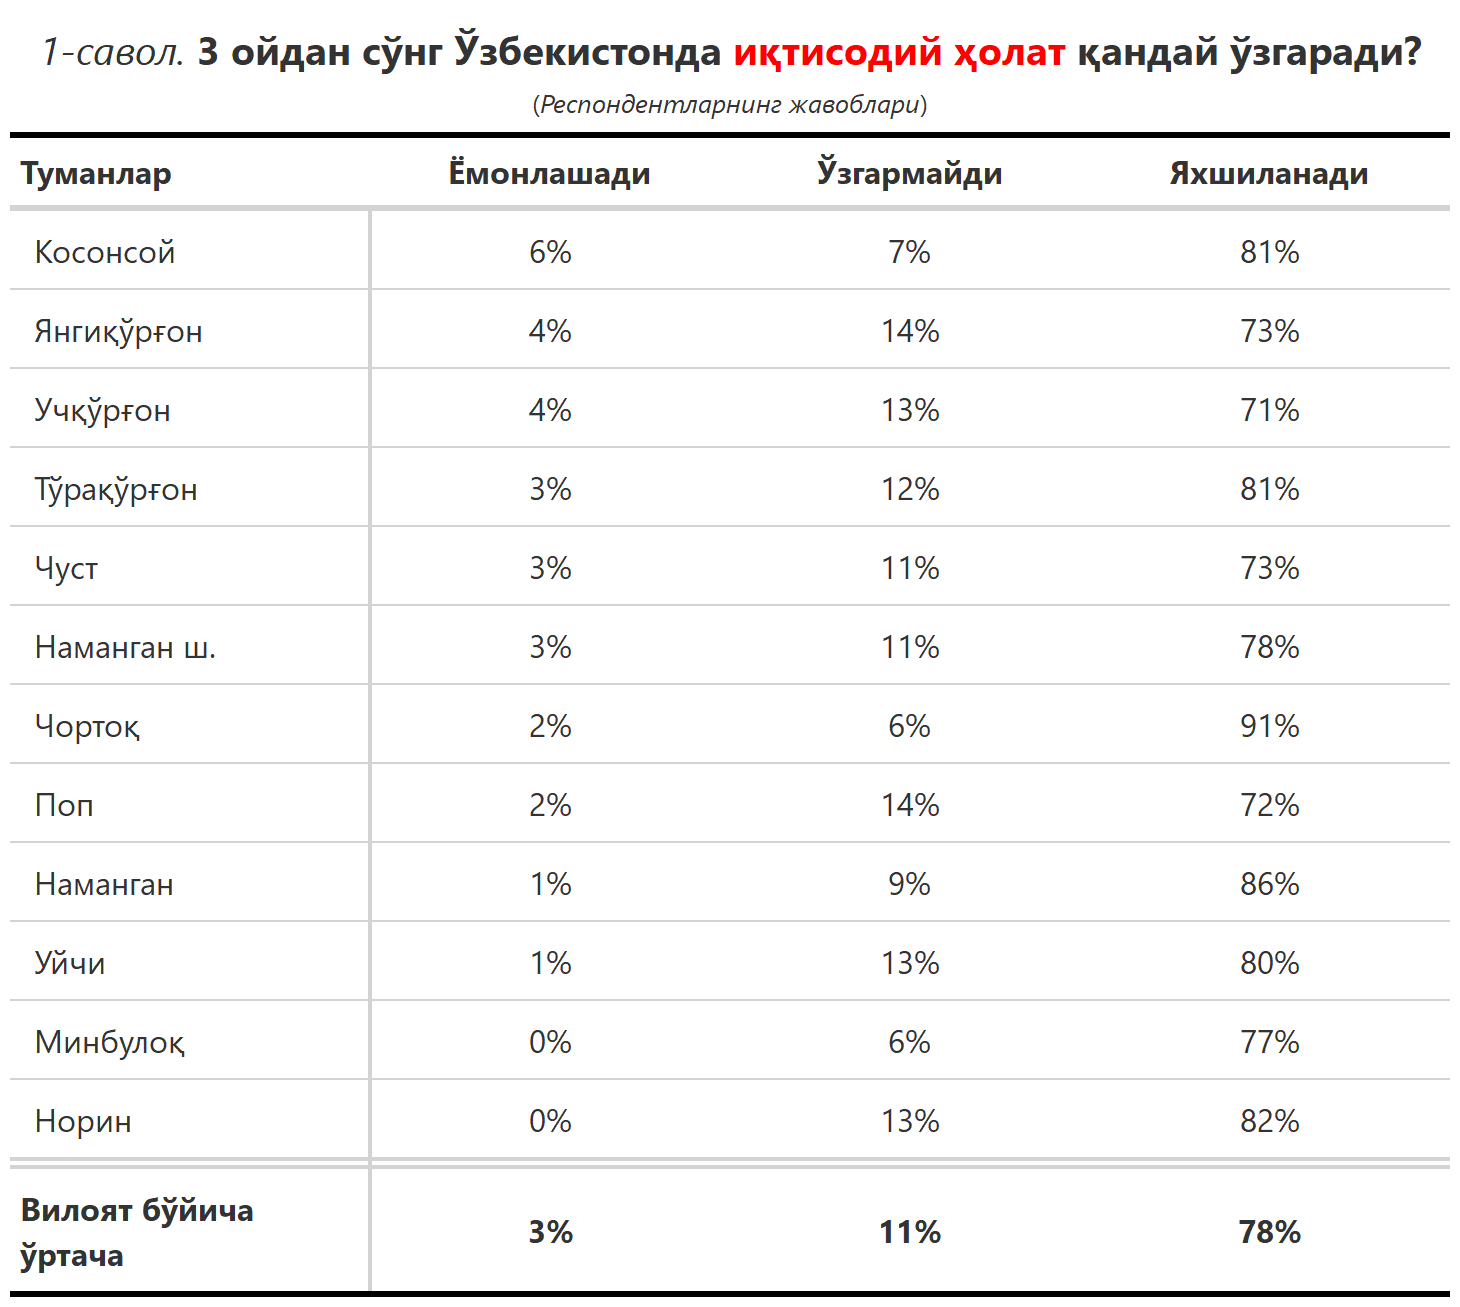 1-савол. 3 ойдан сўнг Ўзбекистонда иқтисодий ҳолат қандай ўзгаради?
(Респондентларнинг жавоблари)
Туманлар Ёмонлашади Ўзгармайди Яхшиланади
Косонсой 6% 7% 81%
Янгиқўрғон 4% 14% 73%
Учқўрғон 4% 13% 71%
Тўрақўрғон 3% 12% 81%
Чуст 3% 11% 73%
Наманган ш. 3% 11% 78%
Чортоқ 2% 6% 91%
Поп 2% 14% 72%
Наманган 1% 9% 86%
Уйчи 1% 13% 80%
Минбулоқ 0% 6% 77%
Норин 0% 13% 82%
Вилоят бўйича
ўртача 3% 11% 78%